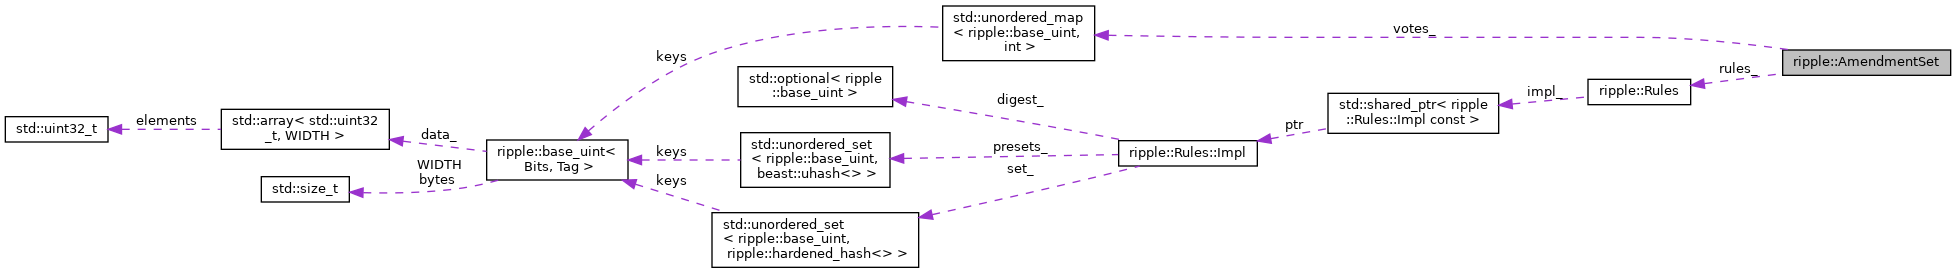 std::unordered_map
< ripple::base_uint,
int >
votes_
keys
ripple::AmendmentSet
rules_
std::optional< ripple
::base_uint >
digest_
impl_
ripple::Rules
std::shared_ptr< ripple
::Rules::Impl const >
ptr
std::uint32_t
elements
std::array< std::uint32
_t, WIDTH >
data_
ripple::base_uint<
Bits, Tag >
keys
std::unordered_set
< ripple::base_uint,
beast::uhash<> >
presets_
ripple::Rules::Impl
WIDTH
bytes
std::size_t
keys
set_
std::unordered_set
< ripple::base_uint,
ripple::hardened_hash<> >